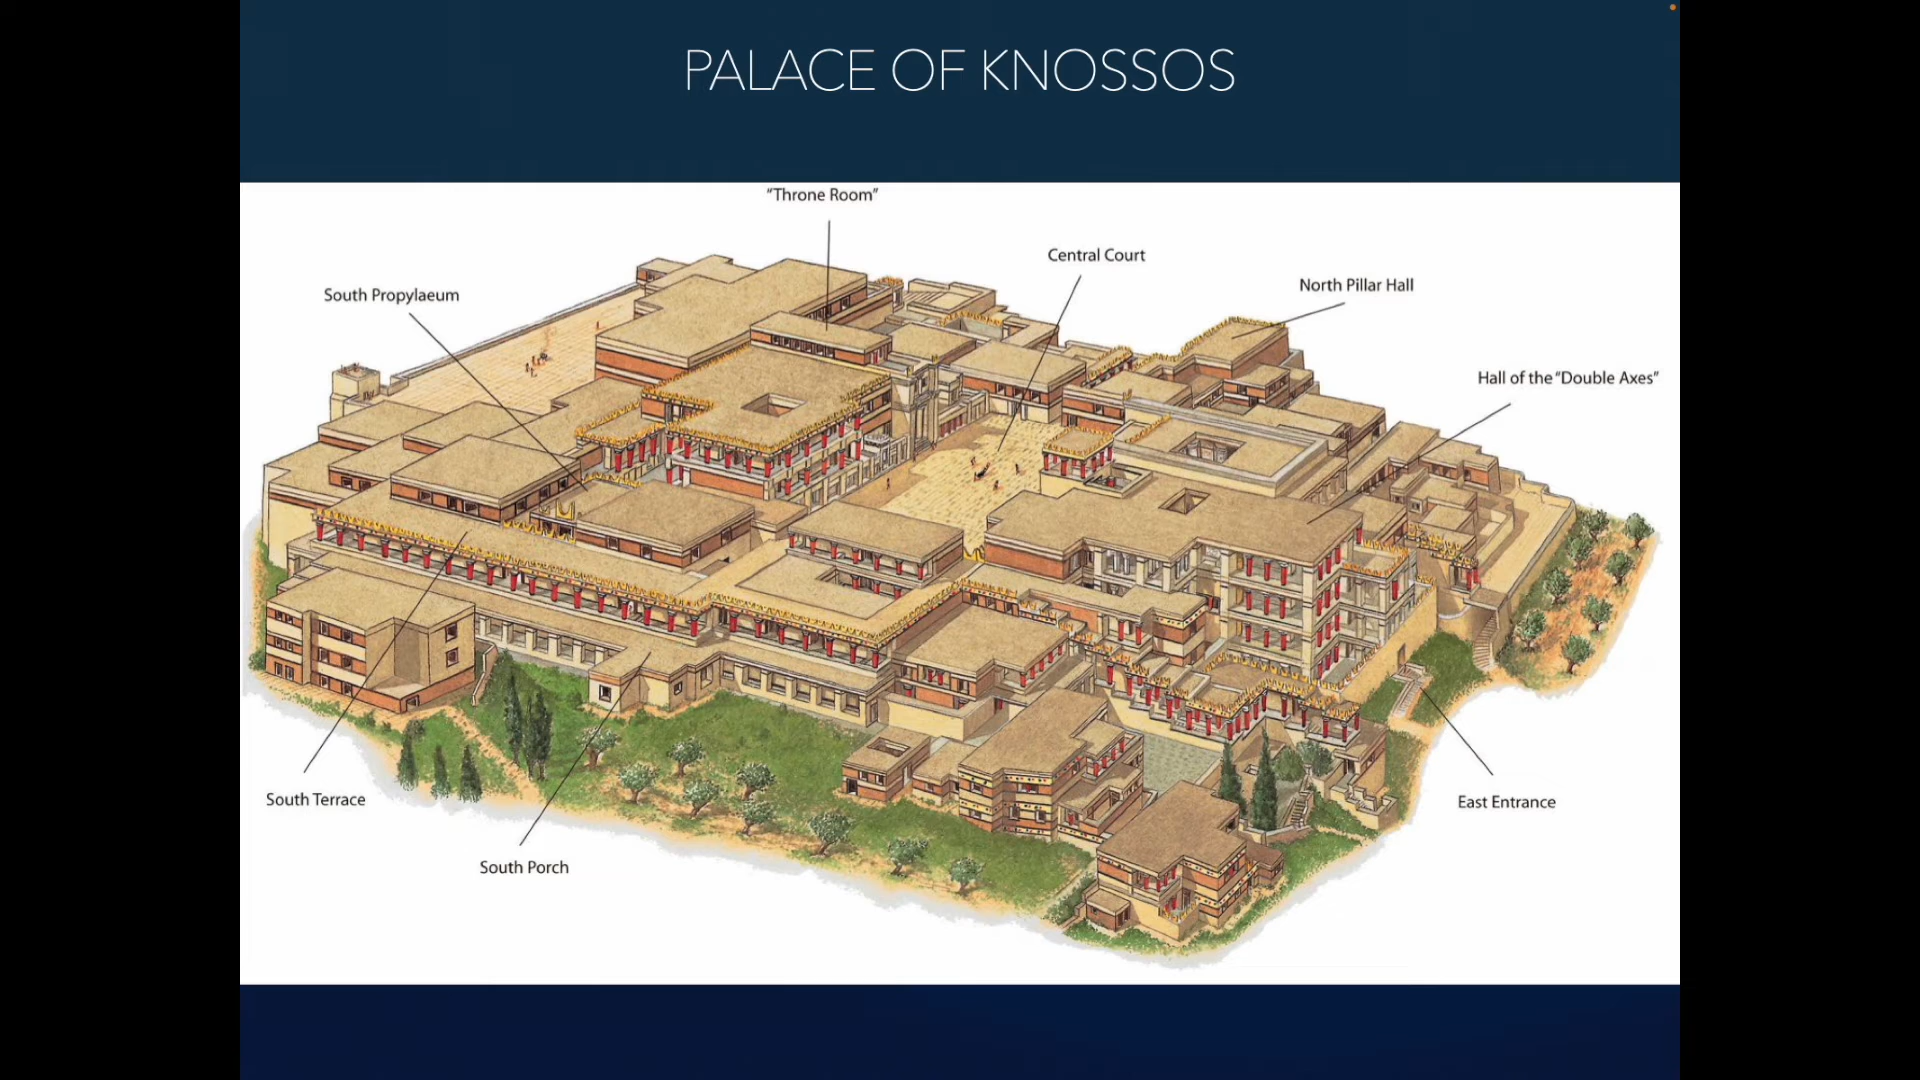 PALACE OF KNOSSOS
“Throne Room”
Central Court
North Pillar Hall
South Propylaeum
Hall of the “Double Axes”
South Terrace
East Entrance
South Porch